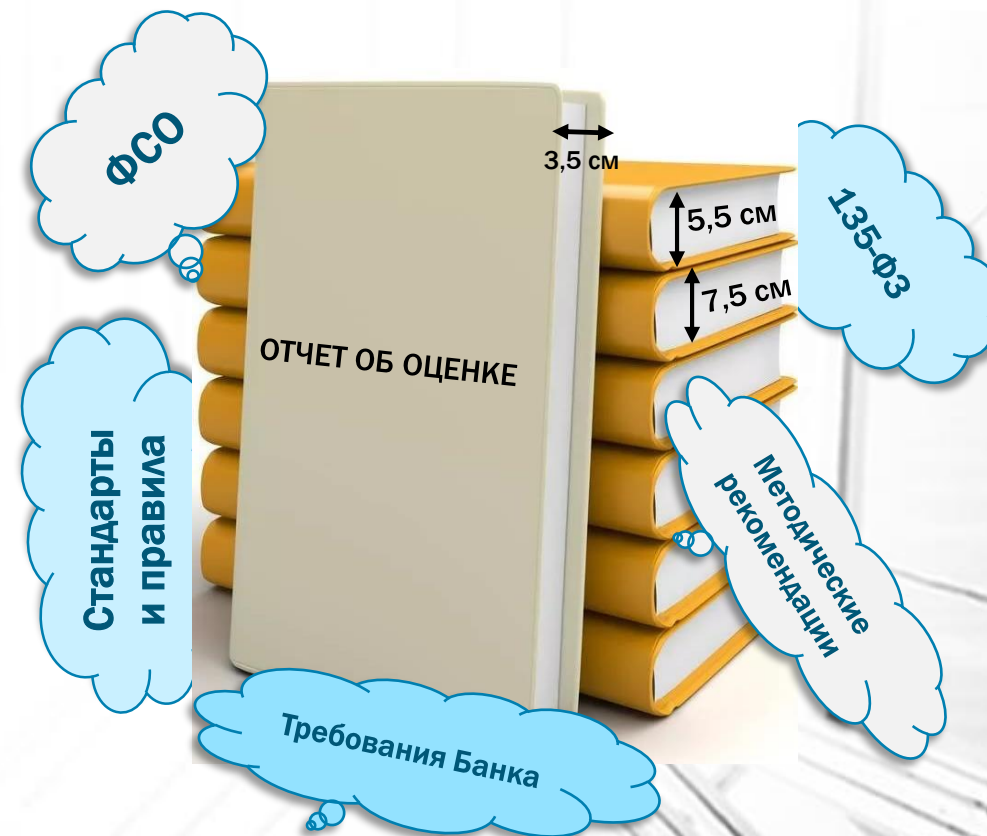 ФСО
3,5 см
135-ФЗ
5,5 см
7,5 см
ОТЧЕТ ОБ ОЦЕНКЕ
Стандарты
и правила
Методические
рекомендации
Требования Банка